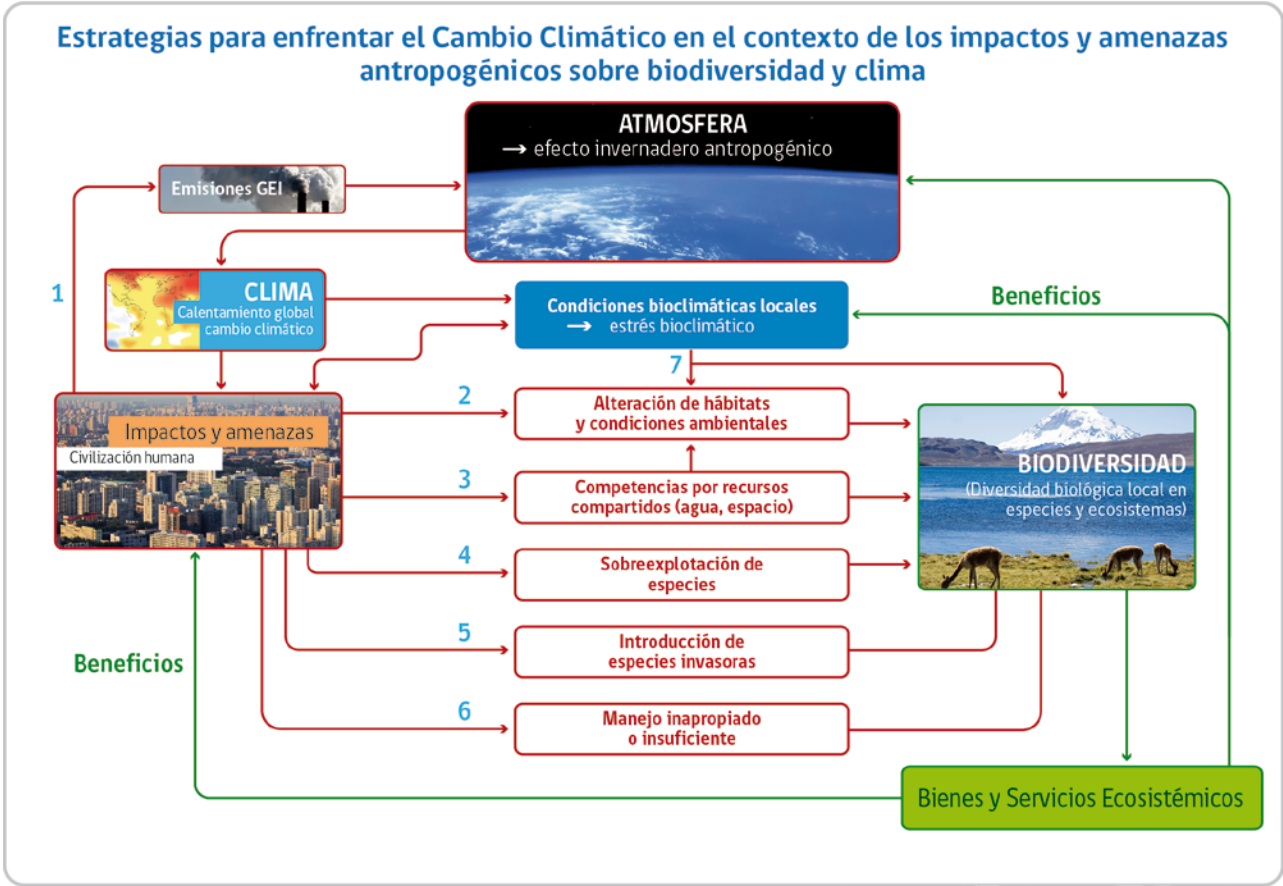 Estrategias para enfrentar el Cambio Climático en el contexto de los impactos y amenazas
antropogénicos sobre biodiversidad y clima
ATMOSFERA
→ efecto invernadero antropogénico
Emisiones GEI
1
CLIMA
Calentamiento global
cambio climático
Condiciones bioclimáticas locales
→ estrés bioclimático
Beneficios
7
2
Alteración de hábitats
y condiciones ambientales
Impactos y amenazas
Civilización humana
BIODIVERSIDAD
(Diversidad biológica local en
especies y ecosistemas)
3
Competencias por recursos
compartidos (agua, espacio)
4
Sobreexplotación de
especies
5
Introducción de
especies invasoras
Beneficios
6
Manejo inapropiado
o insuficiente
Bienes y Servicios Ecosistémicos